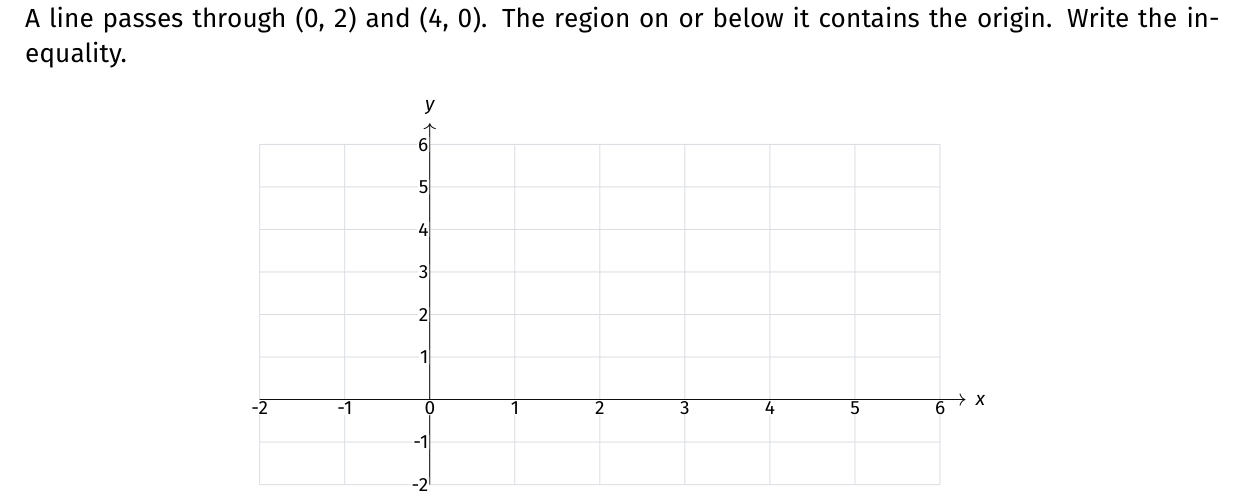 A line passes through (0, 2) and (4, 0). The region on or below it contains the origin. Write the in-
equality.
y
6
5
4
3
2
1
-2 -1 0 1 2 3 4 5 6 x
-1
-2